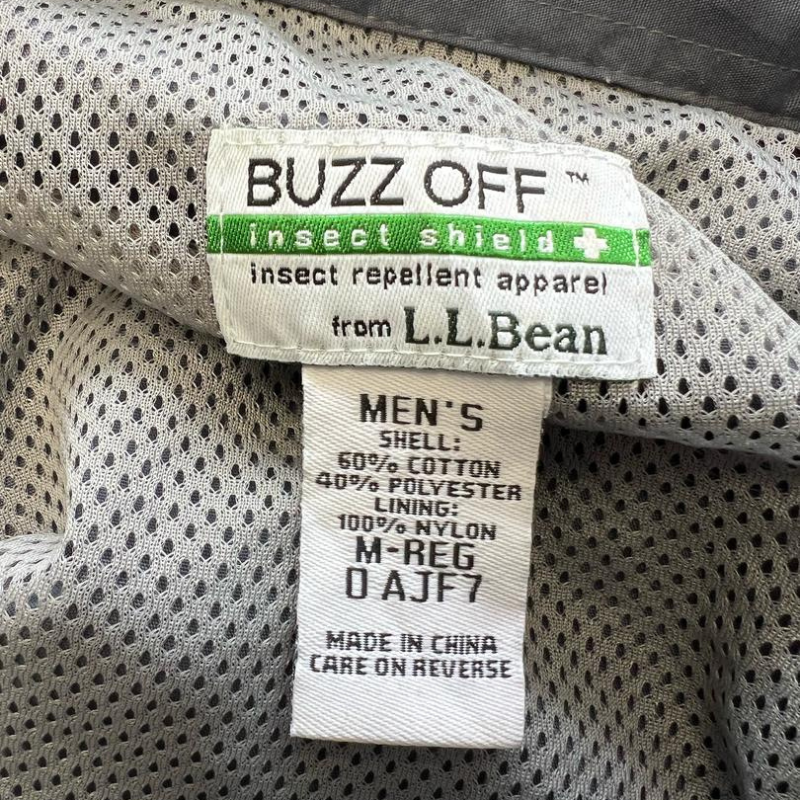 BUZZ OFF™
insect shield
insect repellent apparel
from L.L.Bean
MEN'S
SHELL:
60% COTTON
40% POLYESTER
LINING:
100% NYLON
M-REG
0 AJF7
MADE IN CHINA
CARE ON REVERSE